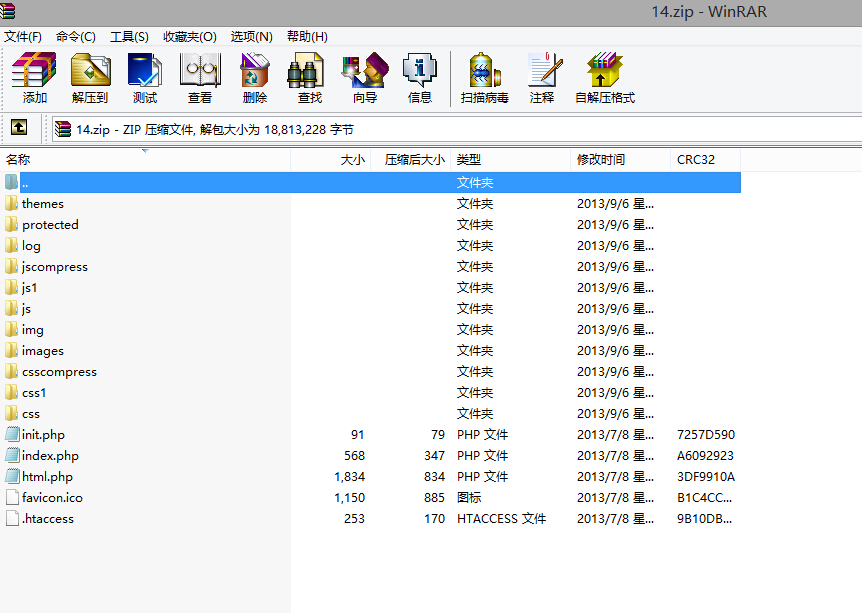 14.zip - WinRAR
文件(F) 命令(C) 工具(S) 收藏夹(O) 选项(N) 帮助(H)
添加 解压到 测试 查看 删除 查找 向导 信息 扫描病毒 注释 自解压格式
14.zip - ZIP 压缩文件, 解包大小为 18,813,228 字节
名称 大小 压缩后大小 类型 修改时间 CRC32
.. 文件夹
themes 文件夹 2013/9/6 星...
protected 文件夹 2013/9/6 星...
log 文件夹 2013/9/6 星...
jscompress 文件夹 2013/9/6 星...
js1 文件夹 2013/9/6 星...
js 文件夹 2013/9/6 星...
img 文件夹 2013/9/6 星...
images 文件夹 2013/9/6 星...
csscompress 文件夹 2013/9/6 星...
css1 文件夹 2013/9/6 星...
css 文件夹 2013/9/6 星...
init.php 91 79 PHP 文件 2013/7/8 星... 7257D590
index.php 568 347 PHP 文件 2013/7/8 星... A6092923
html.php 1,834 834 PHP 文件 2013/7/8 星... 3DF9910A
favicon.ico 1,150 885 图标 2013/7/8 星... B1C4CC...
.htaccess 253 170 HTACCESS 文件 2013/7/8 星... 9B10DB...